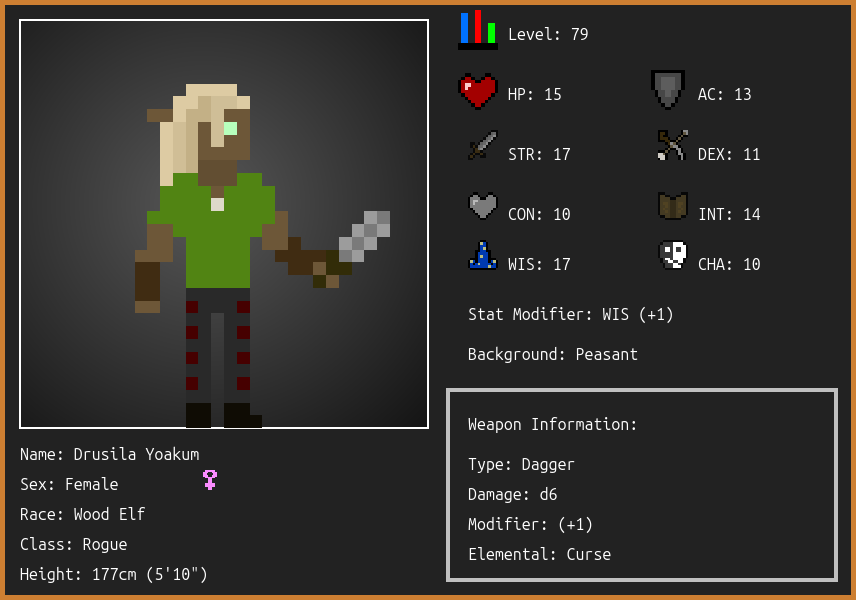 Level: 79
HP: 15
AC: 13
STR: 17
DEX: 11
CON: 10
INT: 14
WIS: 17
CHA: 10
Stat Modifier: WIS (+1)
Background: Peasant
Name: Drusila Yoakum
Sex: Female
Race: Wood Elf
Class: Rogue
Height: 177cm (5'10")
Weapon Information:
Type: Dagger
Damage: d6
Modifier: (+1)
Elemental: Curse